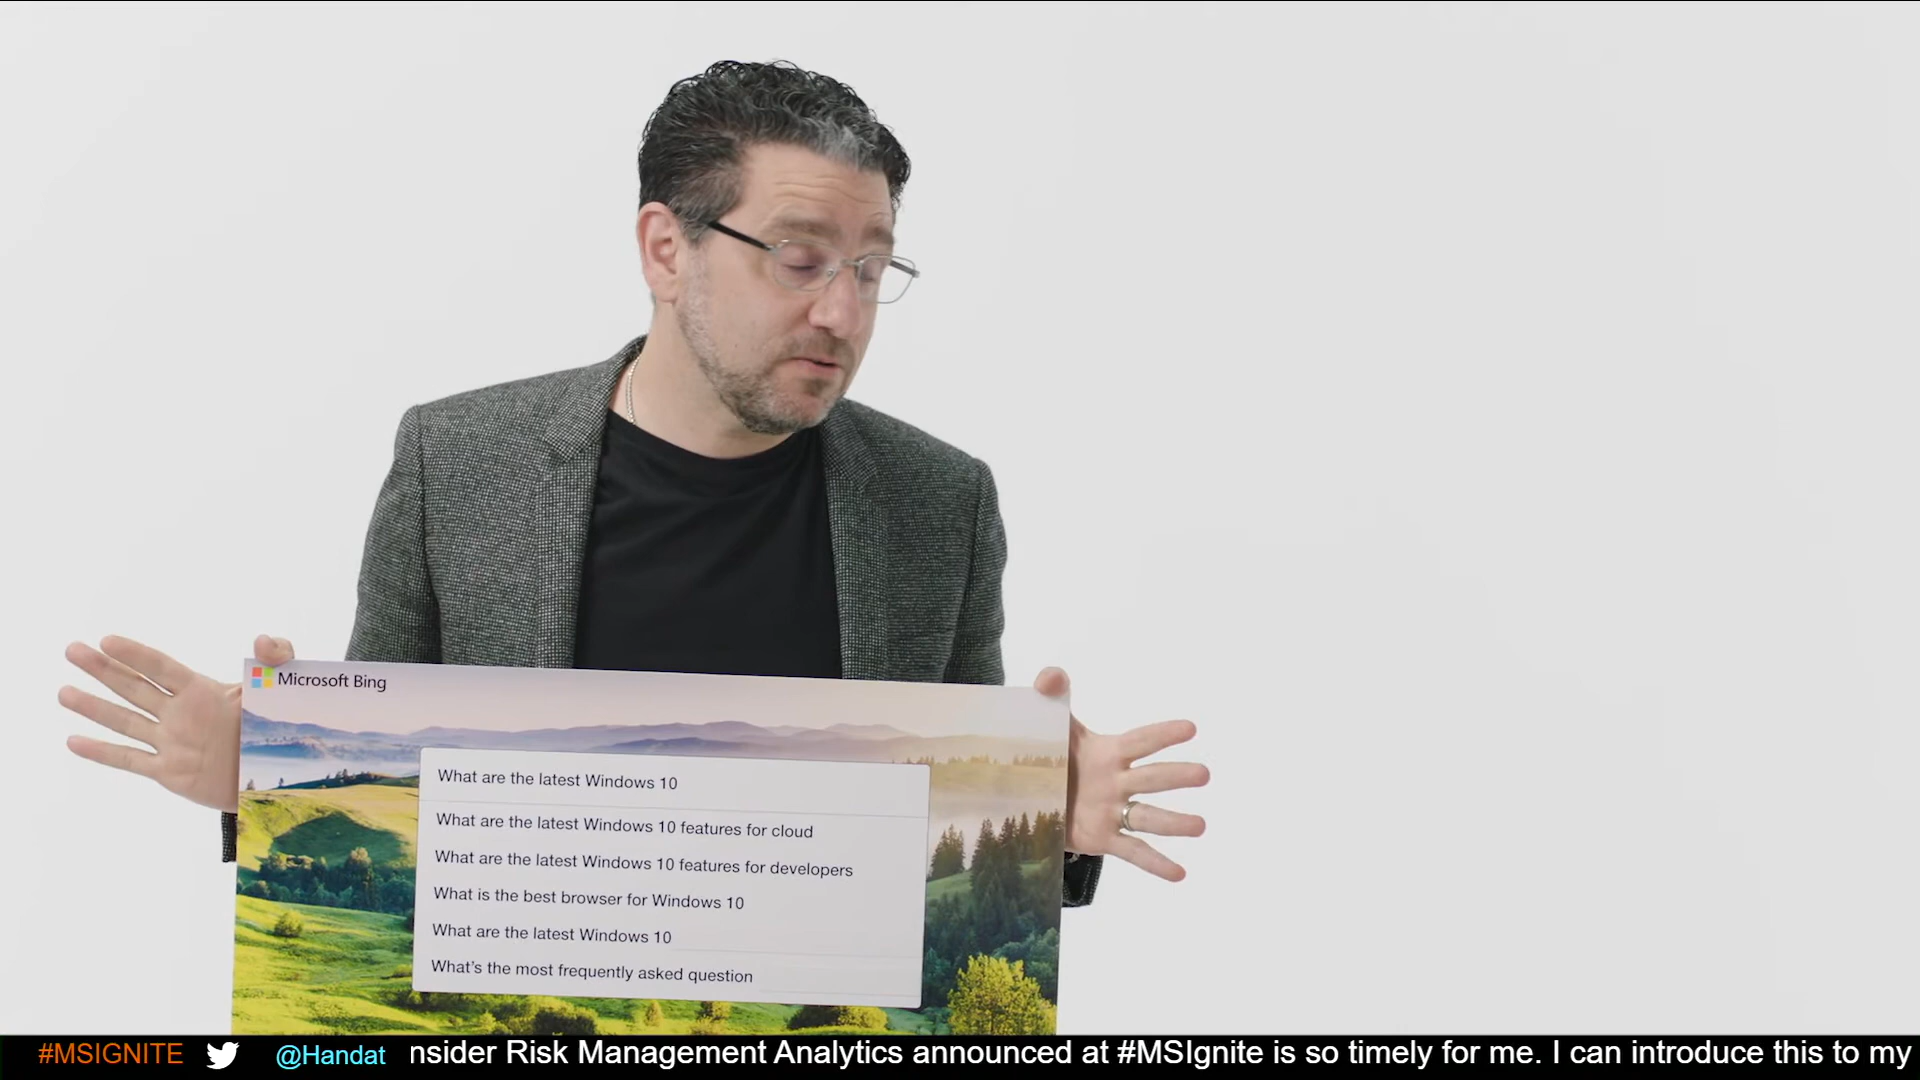 Microsoft Bing
What are the latest Windows 10
What are the latest Windows 10 features for cloud
What are the latest Windows 10 features for developers
What is the best browser for Windows 10
What are the latest Windows 10
What's the most frequently asked question
#MSIGNITE @Handat nsider Risk Management Analytics announced at #MSIgnite is so timely for me. I can introduce this to my